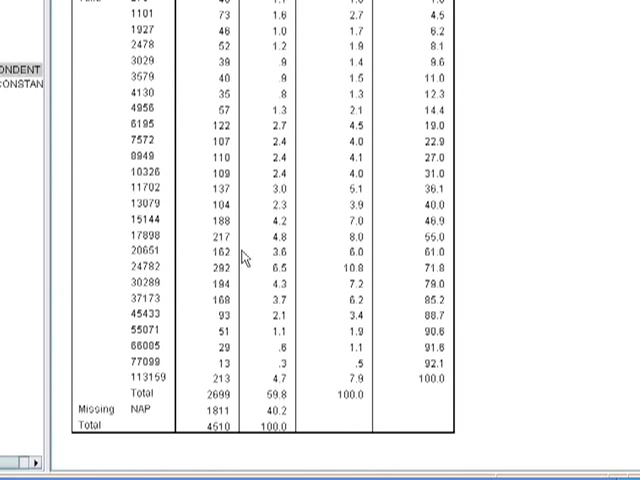 1101 73 1.6 2.7 4.5
ONDENT 1927 46 1.0 1.7 6.2
CONSTAN 2478 52 1.2 1.9 8.1
3029 39 .9 1.4 9.6
3579 40 .9 1.5 11.0
4130 35 .8 1.3 12.3
4956 57 1.3 2.1 14.4
6195 122 2.7 4.5 19.0
7572 107 2.4 4.0 22.9
8949 110 2.4 4.1 27.0
10326 109 2.4 4.0 31.0
11702 137 3.0 5.1 36.1
13079 104 2.3 3.9 40.0
15144 188 4.2 7.0 46.9
17898 217 4.8 8.0 55.0
20651 162 3.6 6.0 61.0
24782 292 6.5 10.8 71.8
30289 194 4.3 7.2 79.0
37173 168 3.7 6.2 85.2
45433 93 2.1 3.4 88.7
55071 51 1.1 1.9 90.6
66085 29 .6 1.1 91.6
77099 13 .3 .5 92.1
113159 213 4.7 7.9 100.0
Total 2699 59.8 100.0
Missing NAP 1811 40.2
Total 4510 100.0